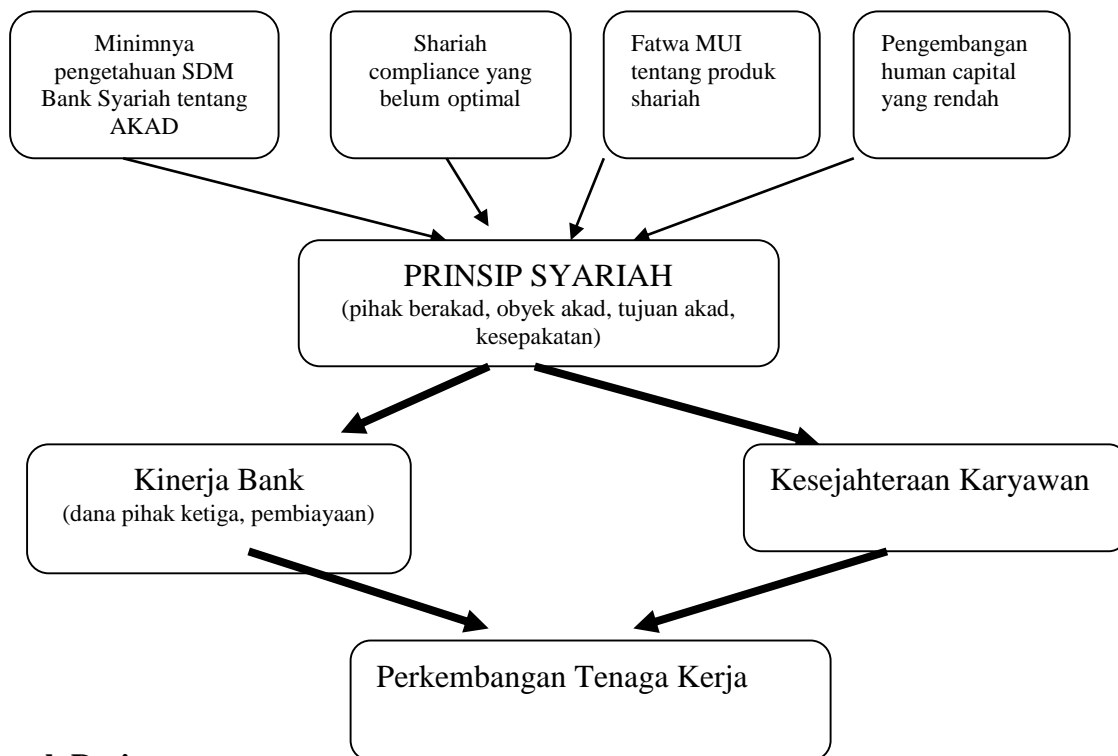 Minimnya
pengetahuan SDM
Bank Syariah tentang
AKAD
Shariah
compliance yang
belum optimal
Fatwa MUI
tentang produk
shariah
Pengembangan
human capital
yang rendah
PRINSIP SYARIAH
(pihak berakad, obyek akad, tujuan akad,
kesepakatan)
Kinerja Bank
(dana pihak ketiga, pembiayaan)
Kesejahteraan Karyawan
Perkembangan Tenaga Kerja